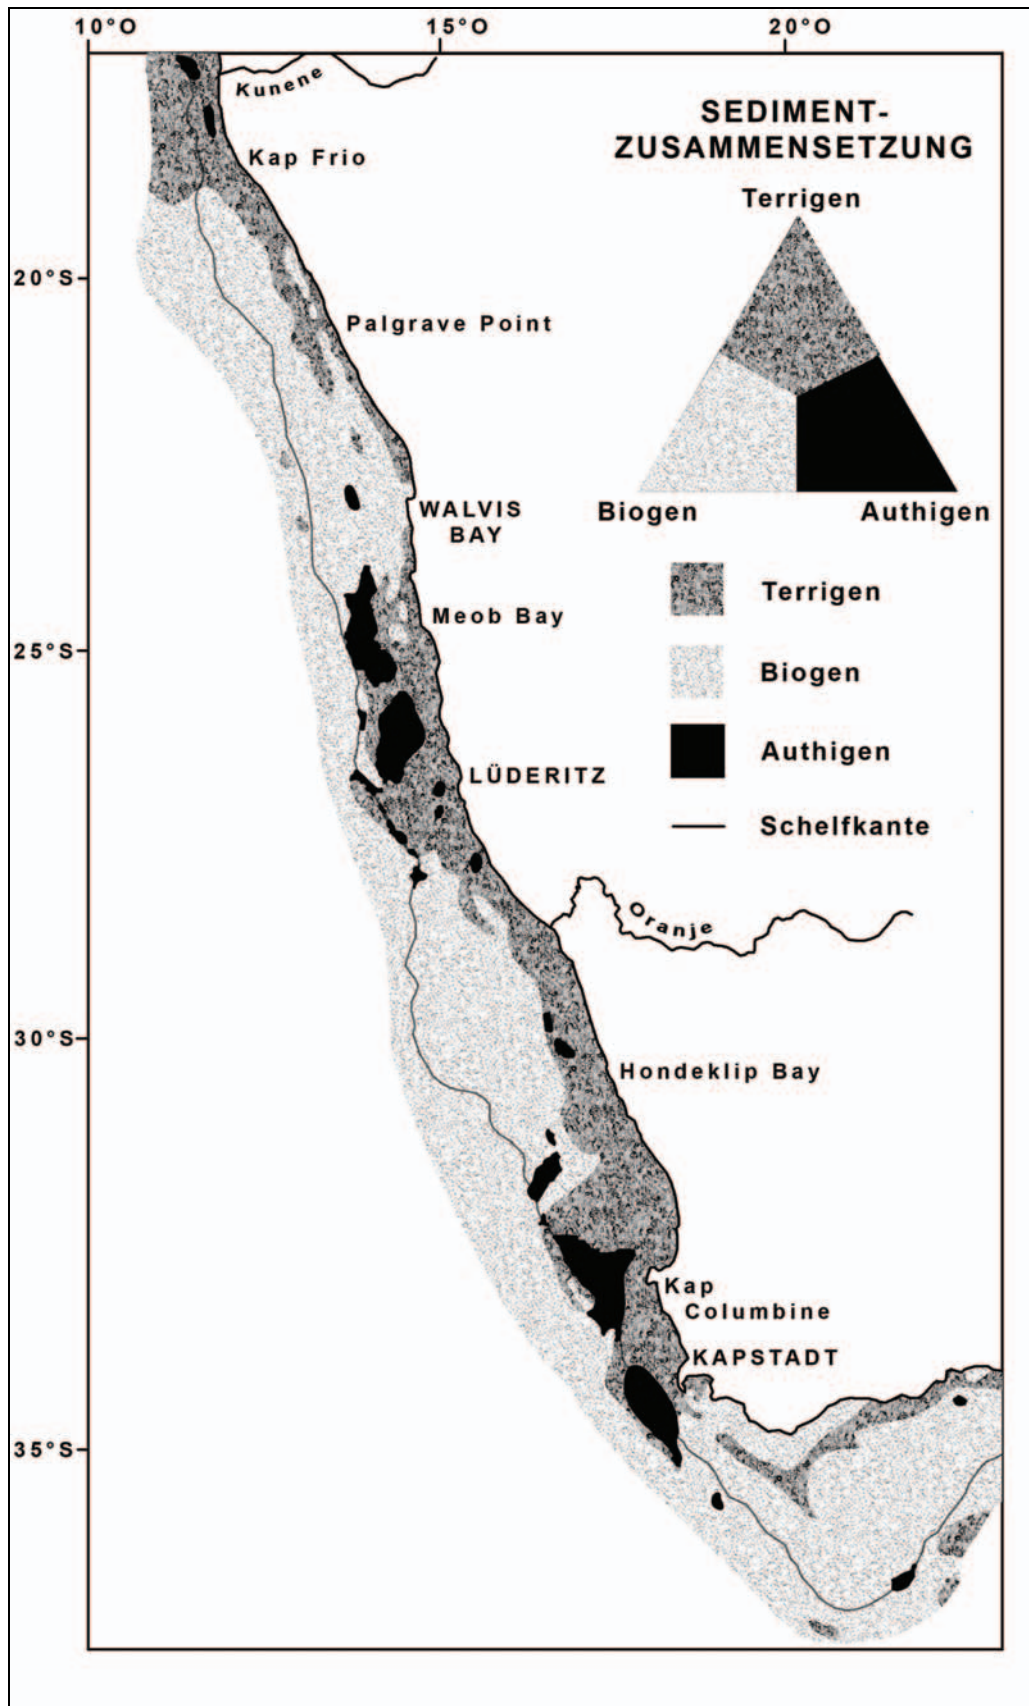 10°O 15°O 20°O
Kunene
SEDIMENT-
ZUSAMMENSETZUNG
Kap Frio
Terrigen
20°S
Palgrave Point
Biogen Authigen
WALVIS
BAY
Terrigen
Meob Bay
25°S
Biogen
Authigen
LÜDERITZ
Schelfkante
Oranje
30°S
Hondeklip Bay
Kap
Columbine
KAPSTADT
35°S